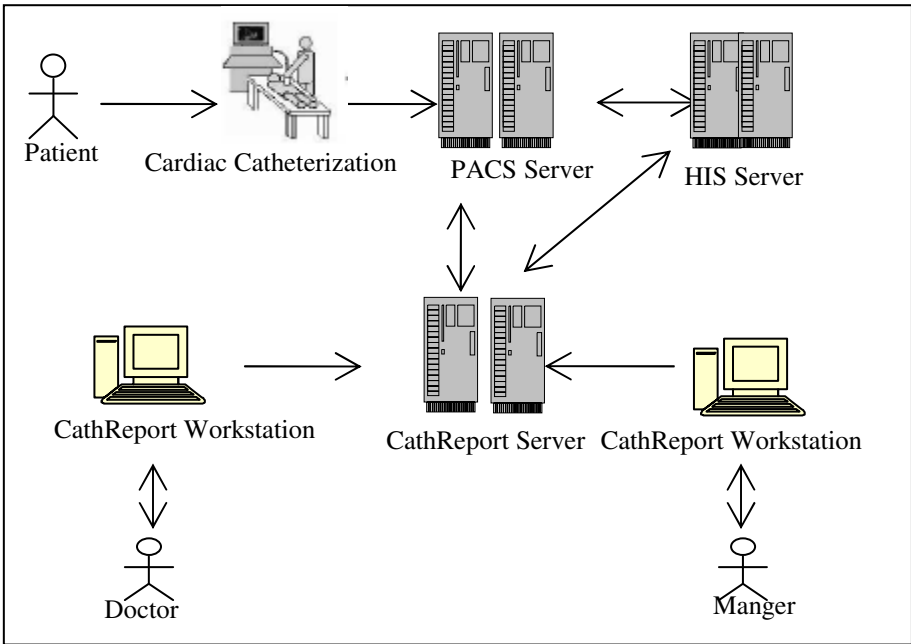 Patient
Cardiac Catheterization
PACS Server
HIS Server
CathReport Workstation
CathReport Server
CathReport Workstation
Doctor
Manger